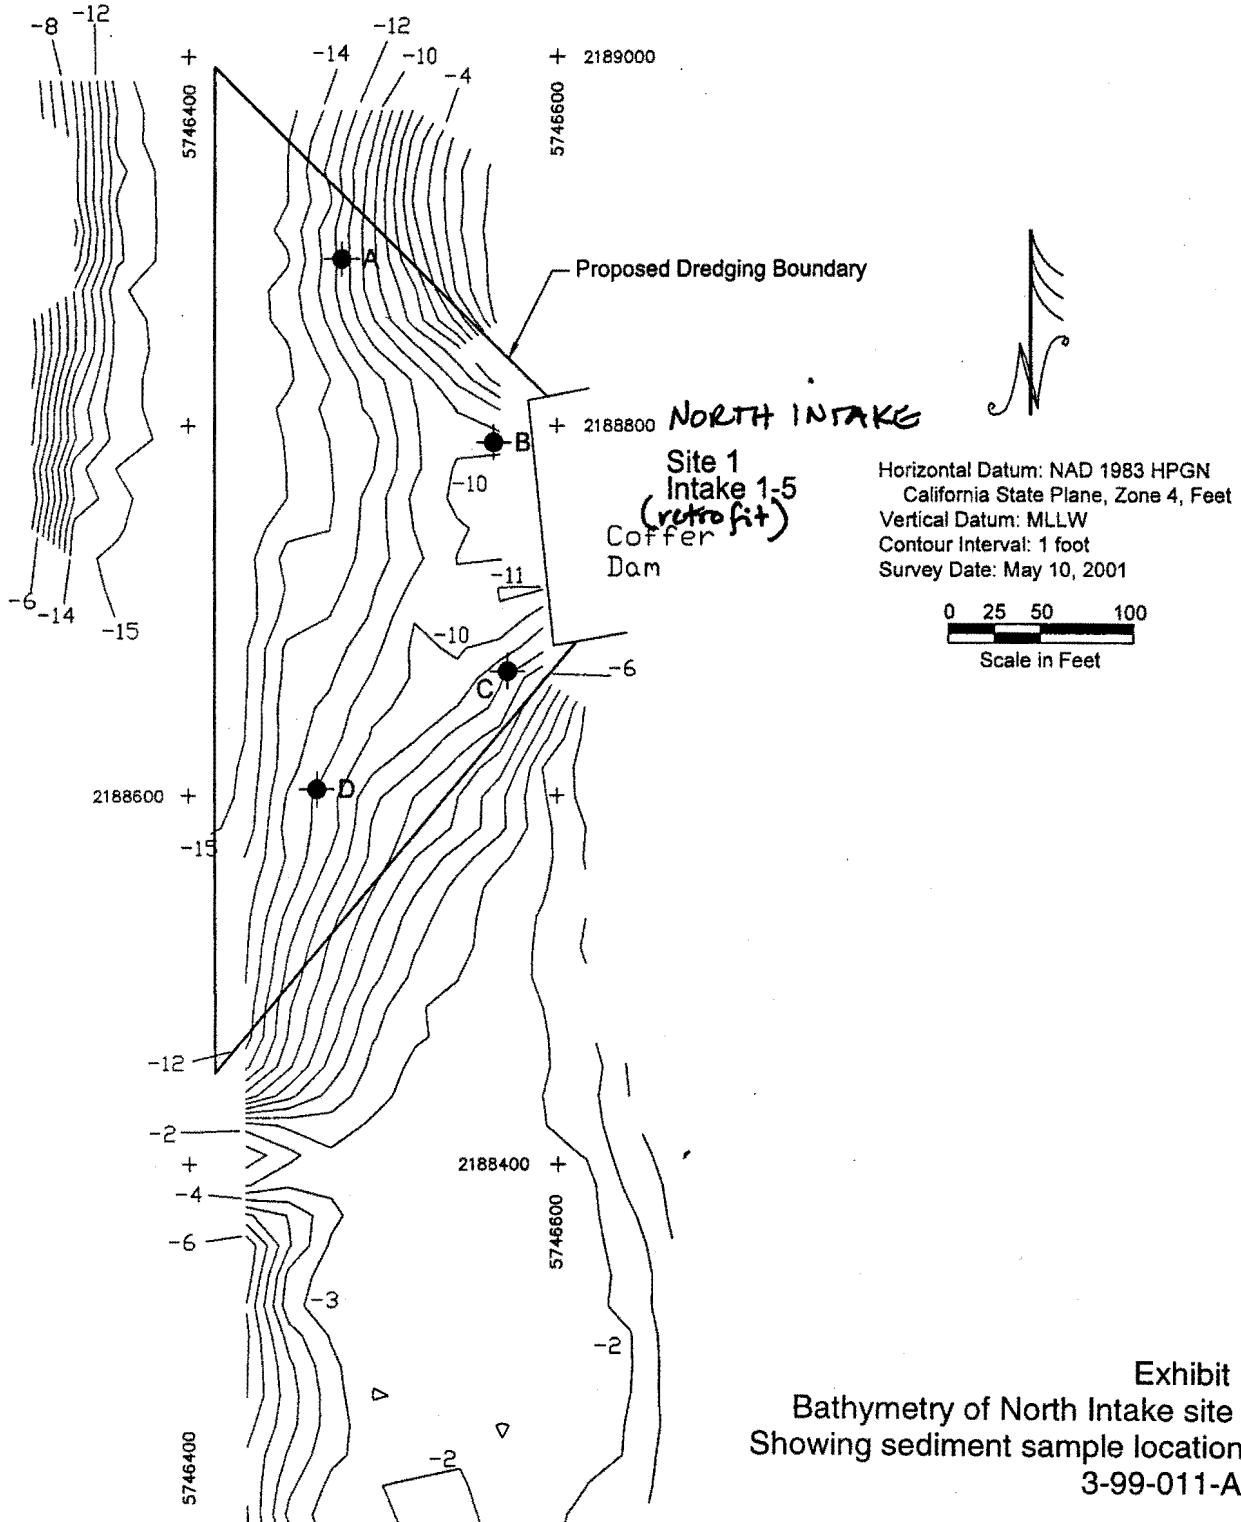 -8
-12
-12
-14
-10
-4
2189000
5746400
5746600
A
Proposed Dredging Boundary
2188800
NORTH INTAKE
B
Site 1
Intake 1-5
(retrofit)
Coffer
Dam
-10
Horizontal Datum: NAD 1983 HPGN
California State Plane, Zone 4, Feet
Vertical Datum: MLLW
Contour Interval: 1 foot
Survey Date: May 10, 2001
-11
-6
-14
-15
-10
0 25 50 100
Scale in Feet
-6
C
D
2188600
-15
-12
-2
2188400
-4
-6
5746600
-3
-2
Exhibit
Bathymetry of North Intake site
Showing sediment sample location
3-99-011-A
5746400
-2